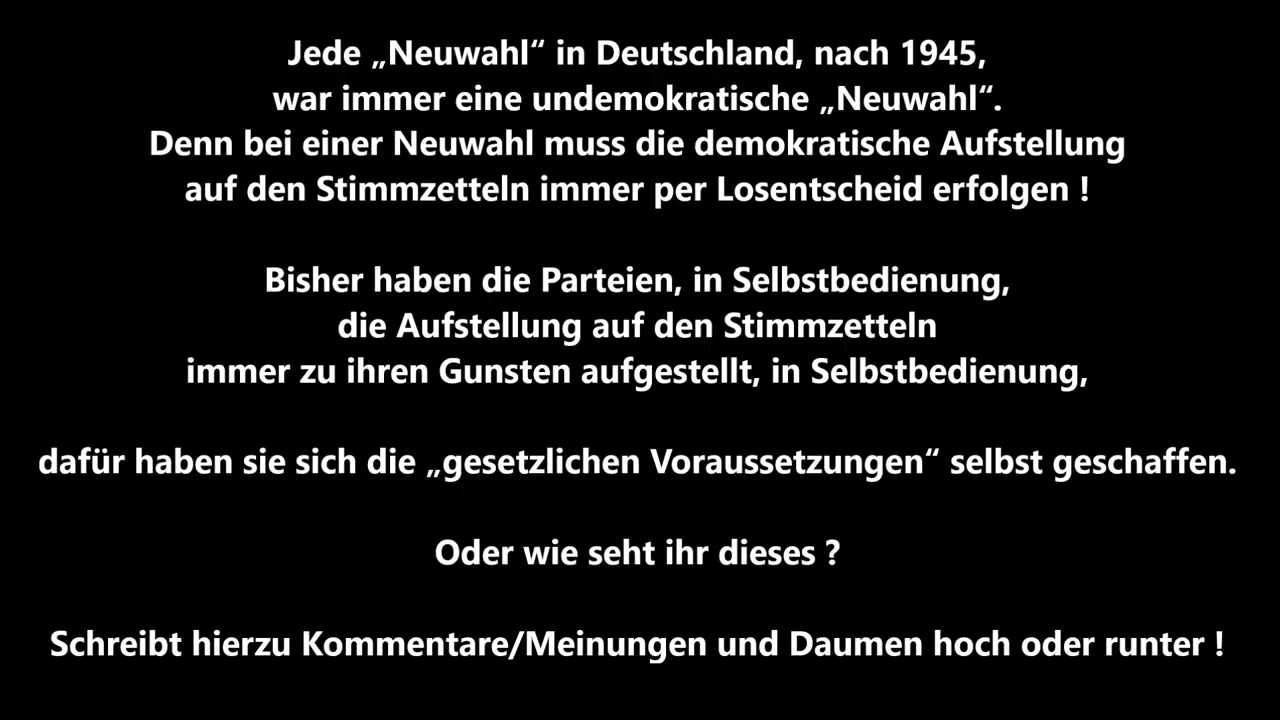 Jede „Neuwahl“ in Deutschland, nach 1945,
war immer eine undemokratische „Neuwahl“.
Denn bei einer Neuwahl muss die demokratische Aufstellung
auf den Stimmzetteln immer per Losentscheid erfolgen !
Bisher haben die Parteien, in Selbstbedienung,
die Aufstellung auf den Stimmzetteln
immer zu ihren Gunsten aufgestellt, in Selbstbedienung,
dafür haben sie sich die „gesetzlichen Voraussetzungen“ selbst geschaffen.
Oder wie seht ihr dieses ?
Schreibt hierzu Kommentare/Meinungen und Daumen hoch oder runter !